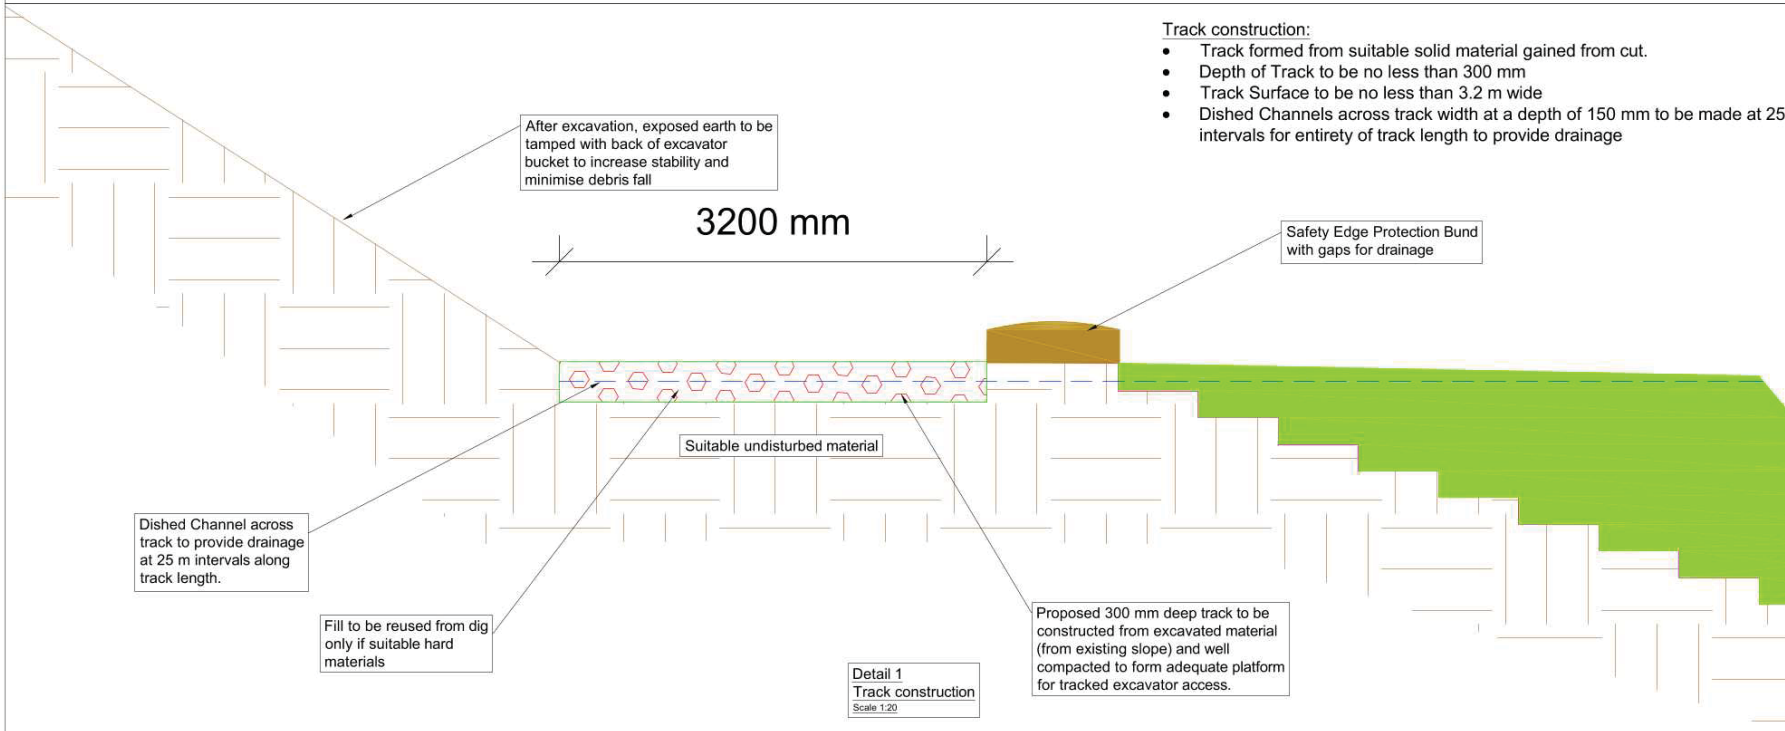 Track construction:
• Track formed from suitable solid material gained from cut.
• Depth of Track to be no less than 300 mm
• Track Surface to be no less than 3.2 m wide
• Dished Channels across track width at a depth of 150 mm to be made at 25
intervals for entirety of track length to provide drainage
After excavation, exposed earth to be
tamped with back of excavator
bucket to increase stability and
minimise debris fall
3200 mm
Safety Edge Protection Bund
with gaps for drainage
Suitable undisturbed material
Dished Channel across
track to provide drainage
at 25 m intervals along
track length.
Fill to be reused from dig
only if suitable hard
materials
Proposed 300 mm deep track to be
constructed from excavated material
(from existing slope) and well
compacted to form adequate platform
for tracked excavator access.
Detail 1
Track construction
Scale 1:20